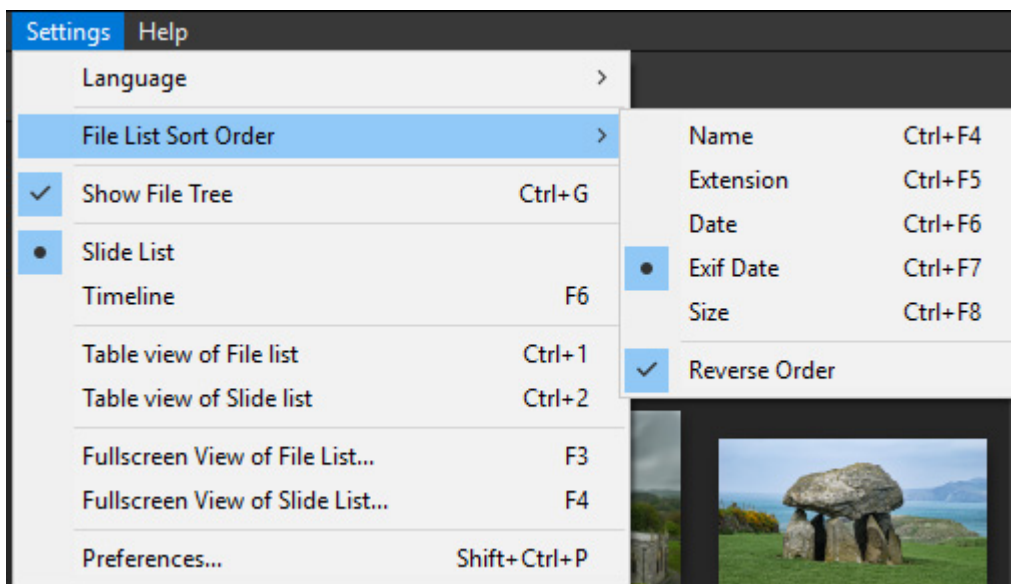 Settings Help
Language
File List Sort Order
Show File Tree Ctrl+G
Slide List
Timeline F6
Table view of File list Ctrl+1
Table view of Slide list Ctrl+2
Fullscreen View of File List... F3
Fullscreen View of Slide List... F4
Preferences... Shift+Ctrl+P
Name Ctrl+F4
Extension Ctrl+F5
Date Ctrl+F6
Exif Date Ctrl+F7
Size Ctrl+F8
Reverse Order